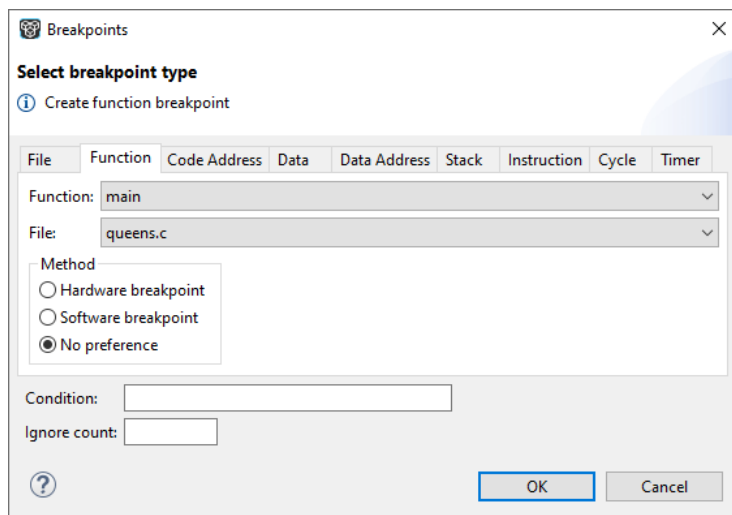 Breakpoints
Select breakpoint type
Create function breakpoint
File Function Code Address Data Data Address Stack Instruction Cycle Timer
Function: main
File: queens.c
Method
Hardware breakpoint
Software breakpoint
No preference
Condition:
Ignore count:
OK Cancel